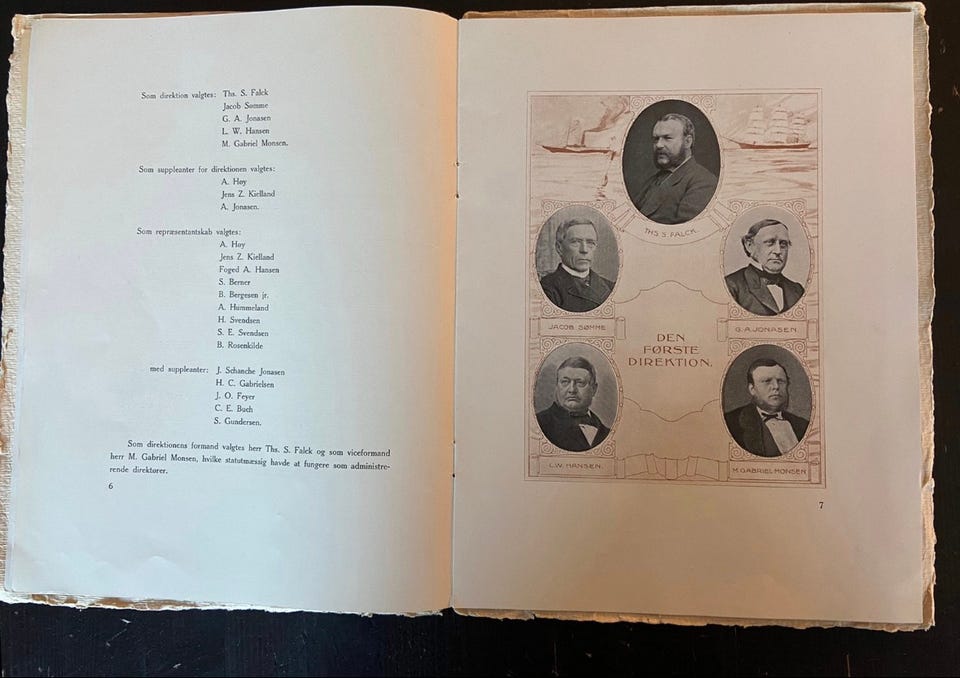 Som direktion valgtes: Ths. S. Falck
Jacob Sømme
G. A. Jonasen
L. W. Hansen
M. Gabriel Monsen.
Som suppleanter for direktionen valgtes:
A. Høy
Jens Z. Kielland
A. Jonasen.
Som repræsentantskab valgtes:
A. Høy
Jens Z. Kielland
Foged A. Hansen
S. Berner
B. Bergesen jr.
A. Hummeland
H. Svendsen
S. E. Svendsen
B. Rosenkilde
med suppleanter: J. Schanche Jonasen
H. C. Gabrielsen
J. O. Feyer
C. E. Buch
S. Gundersen.
Som direktionens formand valgtes herr Ths. S. Falck og som viceformand
herr M. Gabriel Monsen, hvilke statutmæssig havde at fungere som administre-
rende direktører.
6
THS S. FALCK.
JACOB SØMME
G. A. JONASEN.
DEN
FØRSTE
DIREKTION.
L. W. HANSEN.
M. GABRIEL MONSEN
7